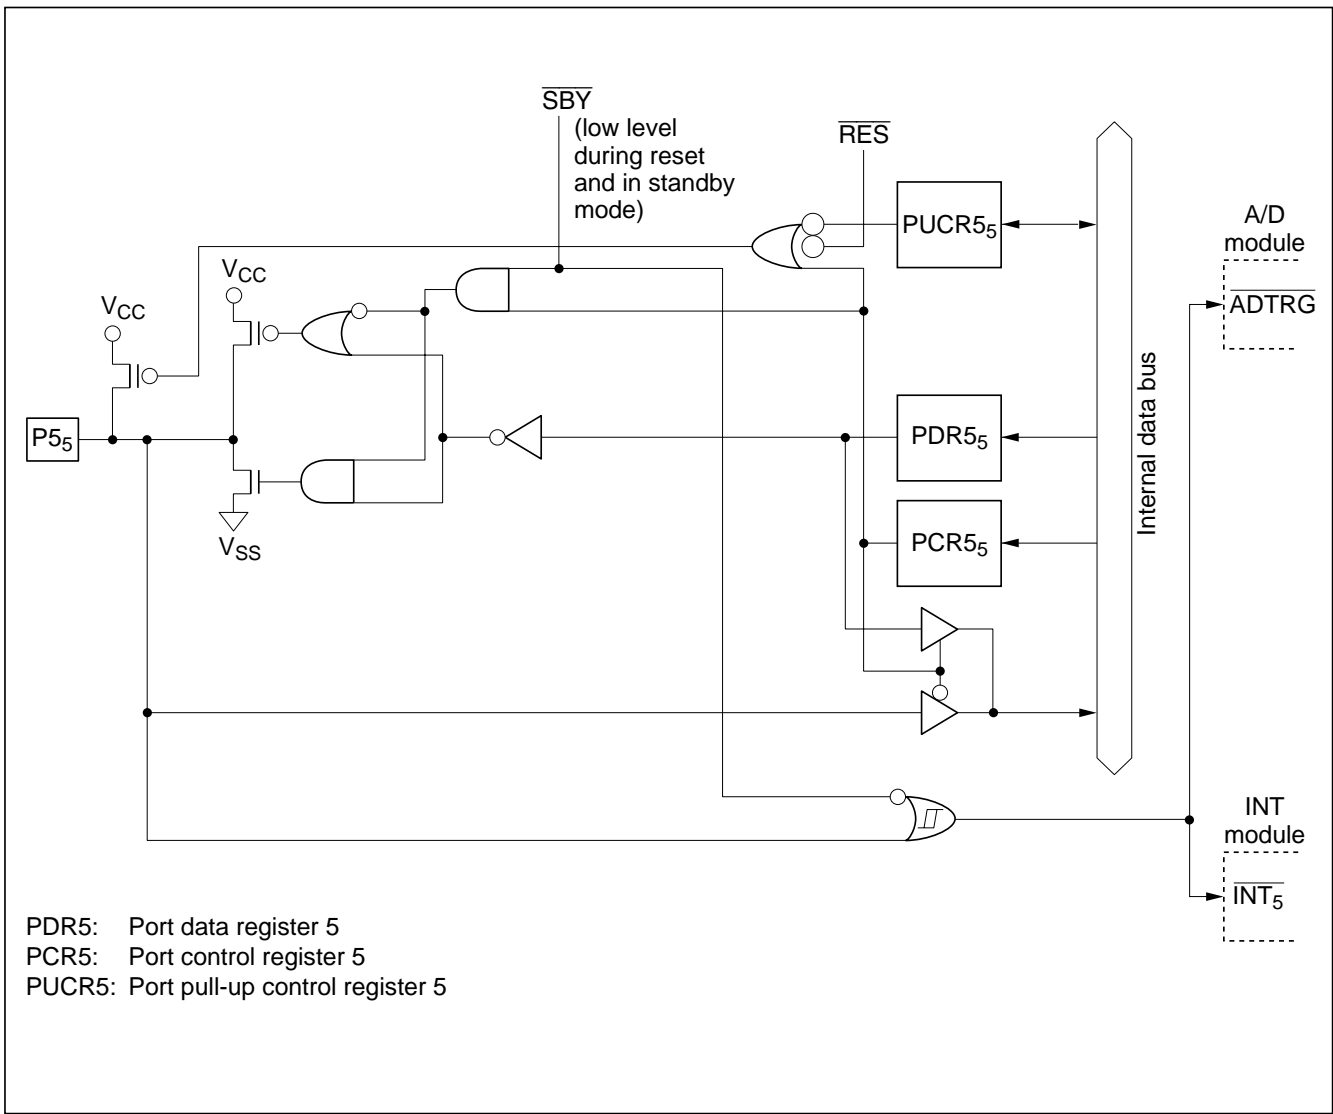 SBY
(low level
during reset
and in standby
mode)
RES
PUCR5₅
A/D
module
ADTRG
VCC
VCC
P5₅
PDR5₅
Internal data bus
PCR5₅
VSS
INT
module
INT₅
PDR5: Port data register 5
PCR5: Port control register 5
PUCR5: Port pull-up control register 5